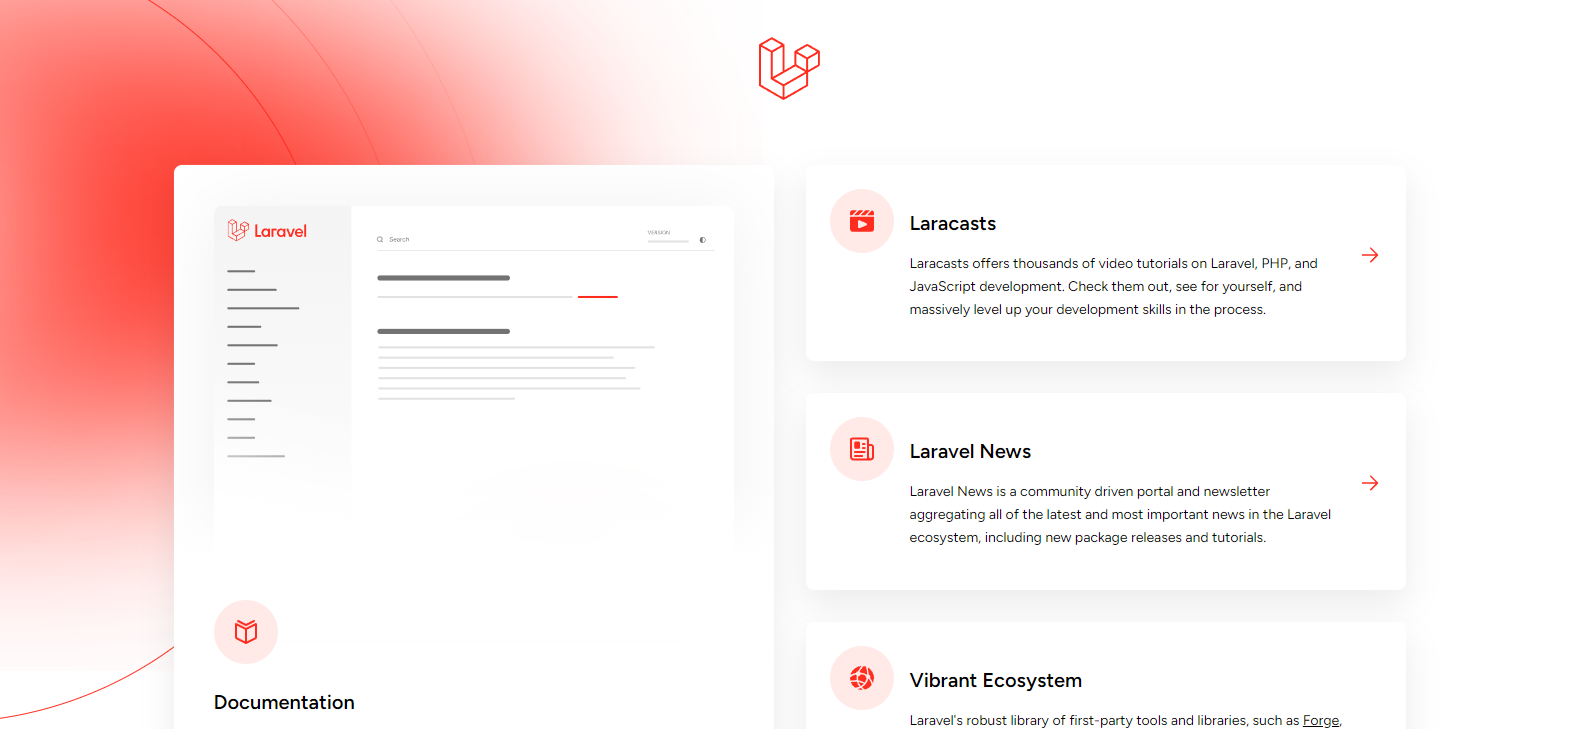 Laravel
Search
VERSION
Documentation
Laracasts
Laracasts offers thousands of video tutorials on Laravel, PHP, and
JavaScript development. Check them out, see for yourself, and
massively level up your development skills in the process.
Laravel News
Laravel News is a community driven portal and newsletter
aggregating all of the latest and most important news in the Laravel
ecosystem, including new package releases and tutorials.
Vibrant Ecosystem
Laravel's robust library of first-party tools and libraries, such as Forge,